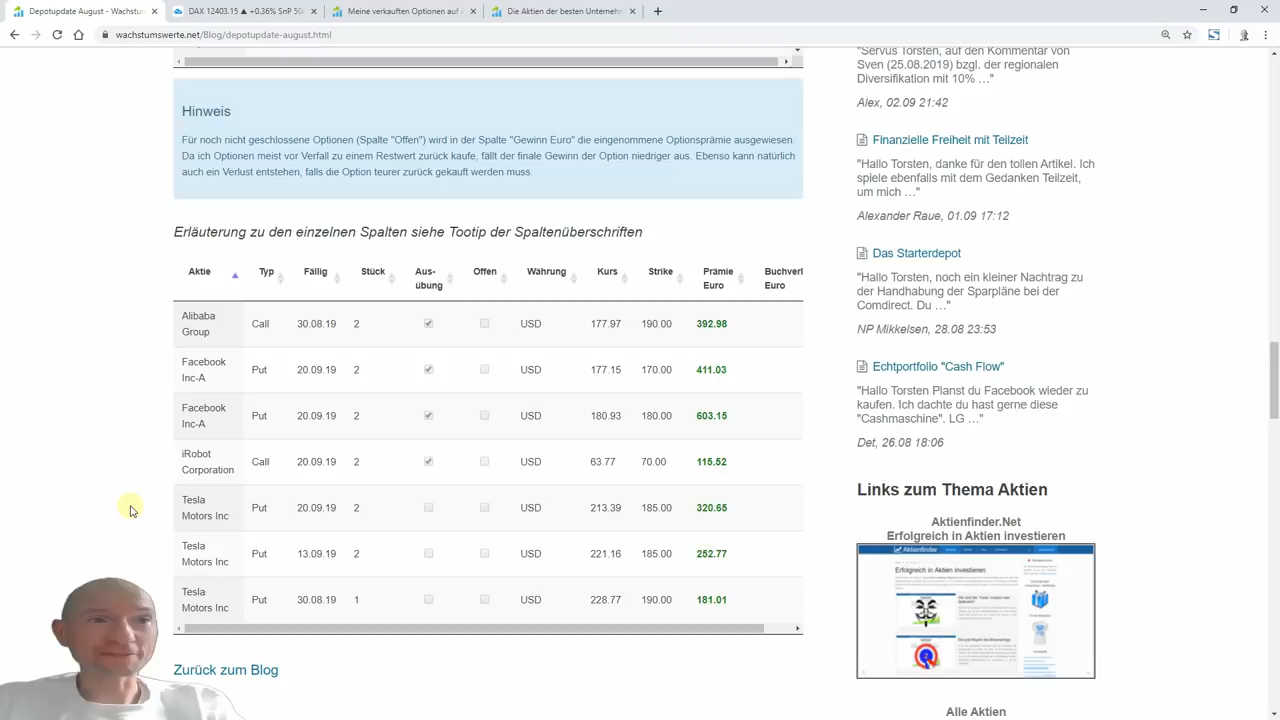 Depotupdate August - Wachstu
DAX 12403.15 ▲ +0.36% SnP 50
Meine verkauften Optionen auf A
Die Aktien der besten Unterneh
wachstumswerte.net/Blog/depotupdate-august.html
Hinweis
Für noch nicht geschlossene Optionen (Spalte "Offen") wird in der Spalte "Gewinn Euro" die eingenommene Optionsprämie ausgewiesen.
Da ich Optionen meist vor Verfall zu einem Restwert zurück kaufe, fällt der finale Gewinn der Option niedriger aus. Ebenso kann natürlich
auch ein Verlust entstehen, falls die Option teurer zurück gekauft werden muss.
Erläuterung zu den einzelnen Spalten siehe Tootip der Spaltenüberschriften
Aktie Typ Fällig Stück Aus-übung Offen Währung Kurs Strike Prämie Euro Buchverl Euro
Alibaba Group Call 30.08.19 2 USD 177.97 190.00 392.98
Facebook Inc-A Put 20.09.19 2 USD 177.15 170.00 411.03
Facebook Inc-A Put 20.09.19 2 USD 180.93 180.00 603.15
iRobot Corporation Call 20.09.19 2 USD 63.77 70.00 115.52
Tesla Motors Inc Put 20.09.19 2 USD 213.39 185.00 320.65
Tesla Motors Inc Put 13.09.19 2 USD 221.16 185.00
Tesla Motors Inc Put 2 USD 181.01
Zurück zum
"Servus Torsten, auf den Kommentar von
Sven (25.08.2019) bzgl. der regionalen
Diversifikation mit 10% …"
Alex, 02.09 21:42
Finanzielle Freiheit mit Teilzeit
"Hallo Torsten, danke für den tollen Artikel. Ich
spiele ebenfalls mit dem Gedanken Teilzeit,
um mich …"
Alexander Raue, 01.09 17:12
Das Starterdepot
"Hallo Torsten, noch ein kleiner Nachtrag zu
der Handhabung der Sparpläne bei der
Comdirect. Du …"
NP Mikkelsen, 28.08 23:53
Echtportfolio "Cash Flow"
"Hallo Torsten Planst du Facebook wieder zu
kaufen. Ich dachte du hast gerne diese
"Cashmaschine". LG …"
Det, 26.08 18:06
Links zum Thema Aktien
Aktienfinder.Net
Erfolgreich in Aktien investieren
Aktienfinder
Erfolgreich in Aktien investieren
Alle Aktien